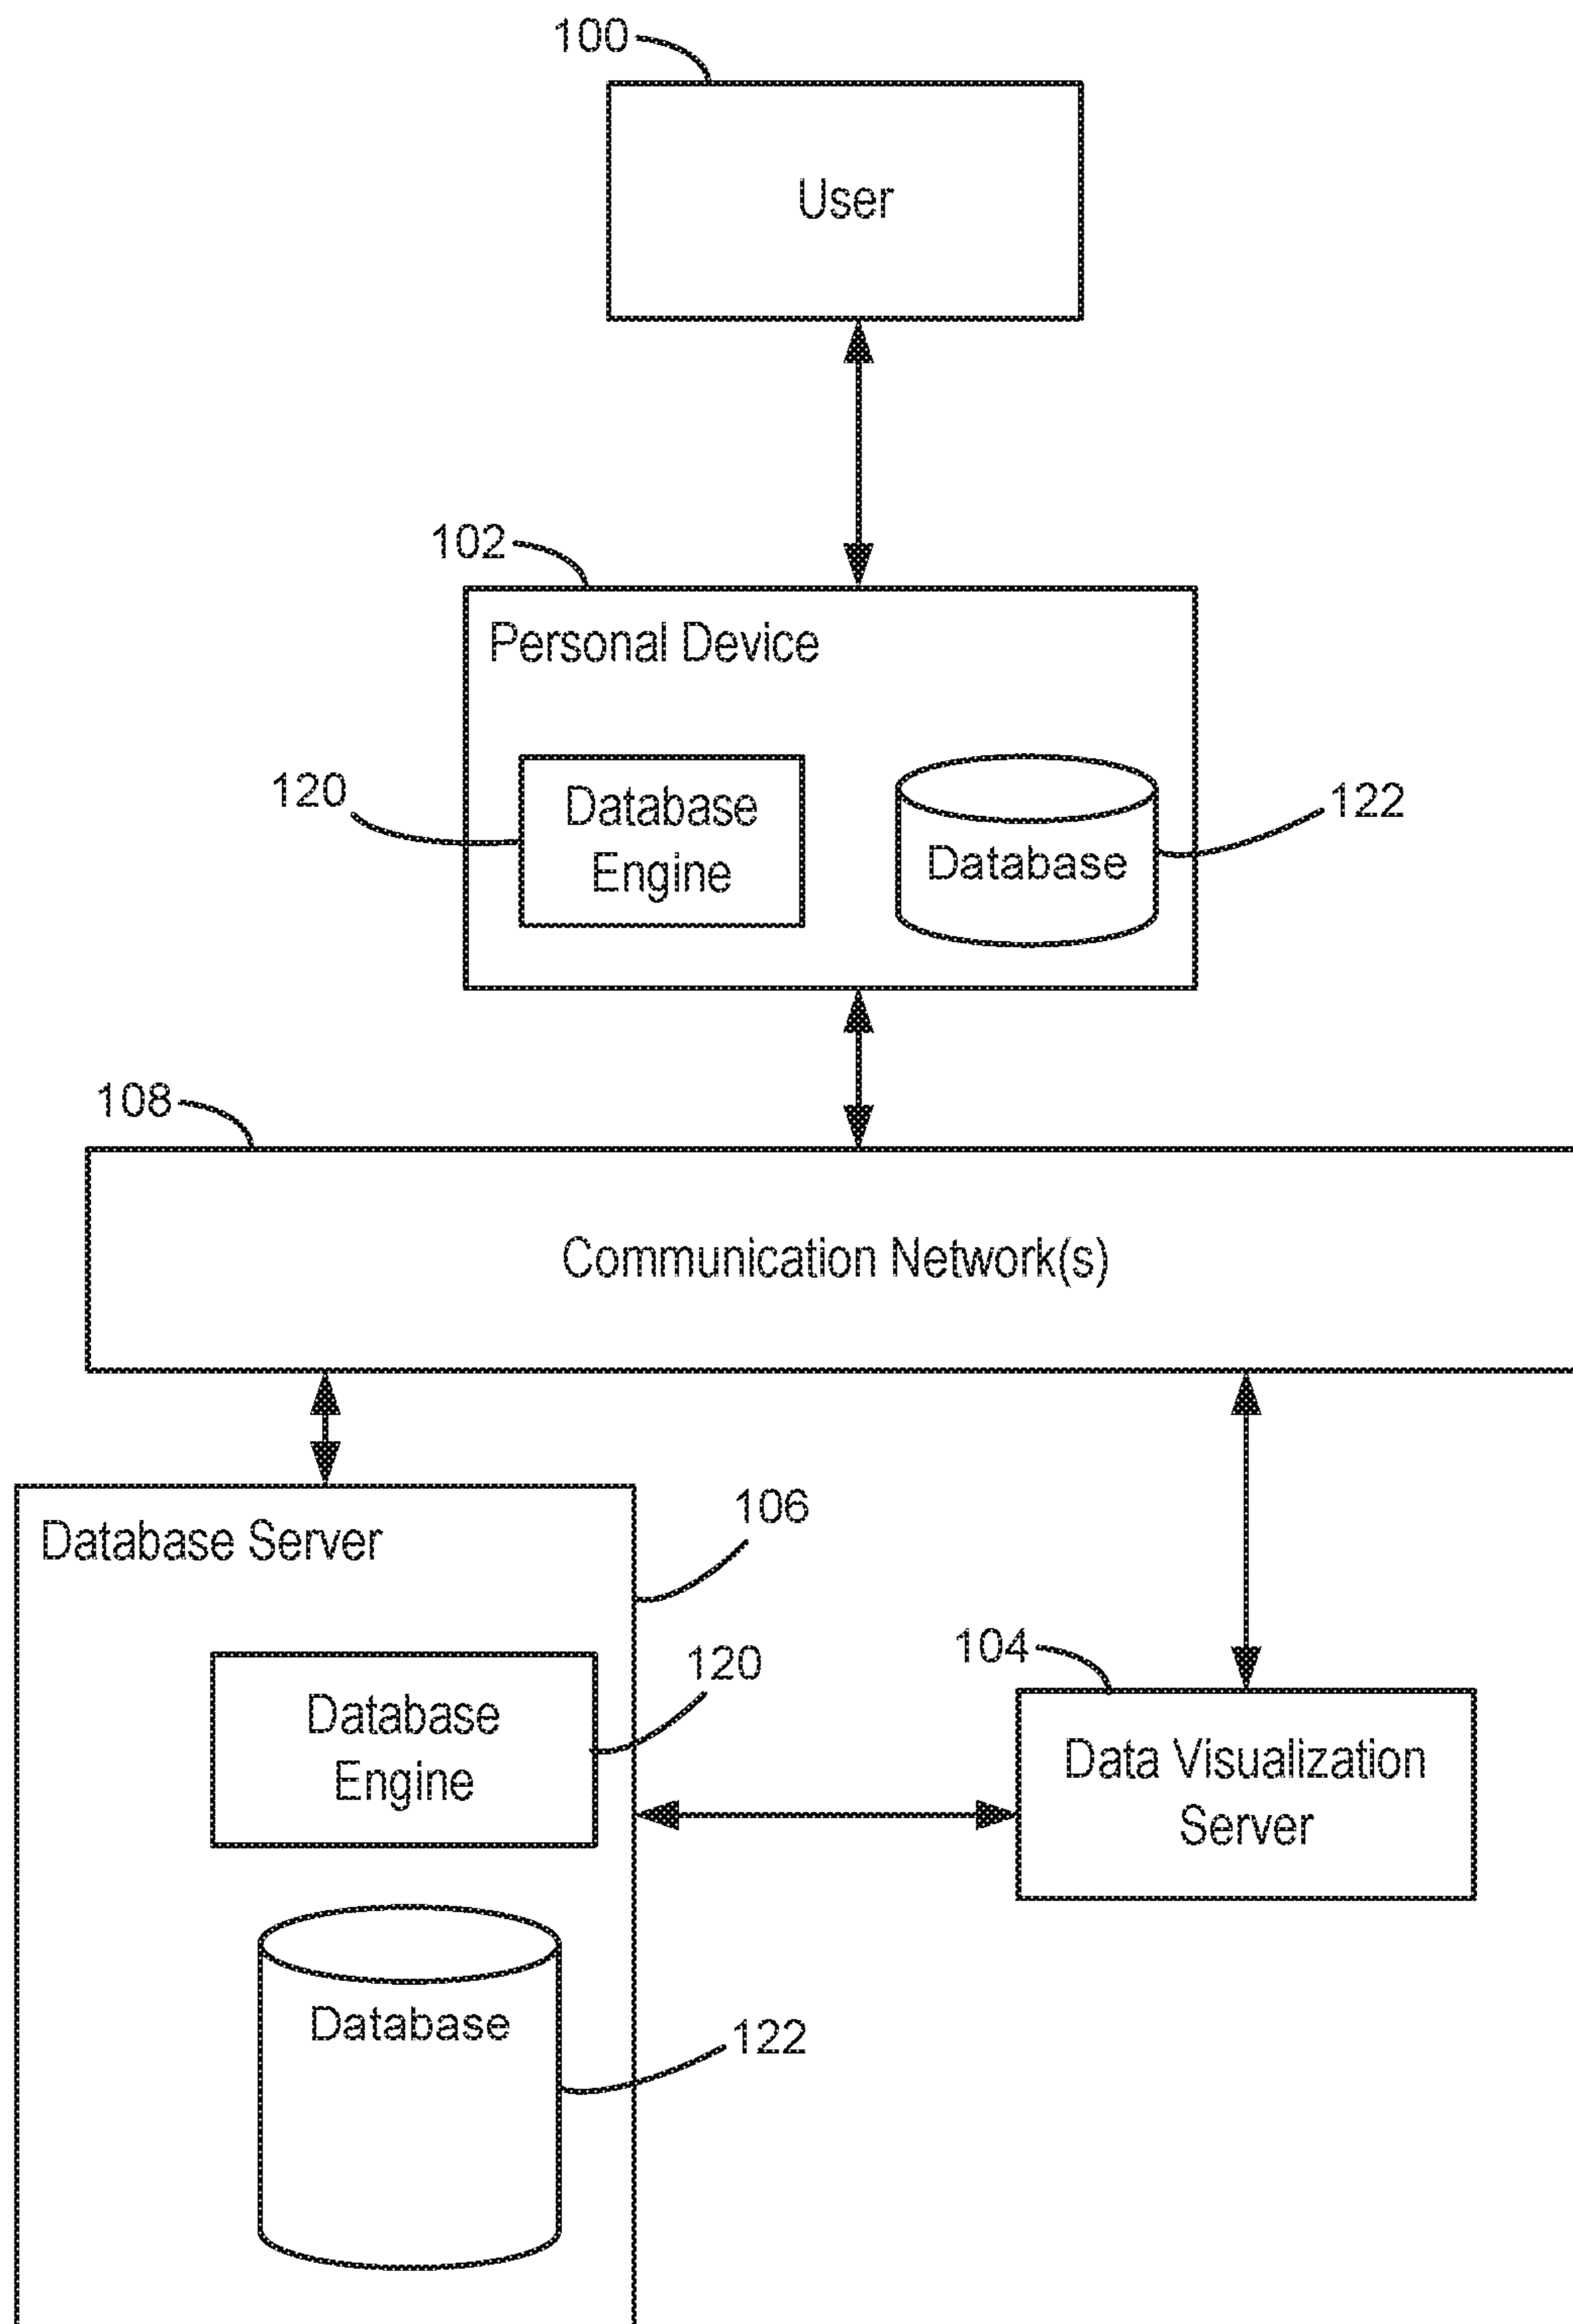 100
User
102
Personal Device
120
Database
Engine
Database
122
108
Communication Network(s)
Database Server
106
120
Database
Engine
104
Data Visualization
Server
Database
122